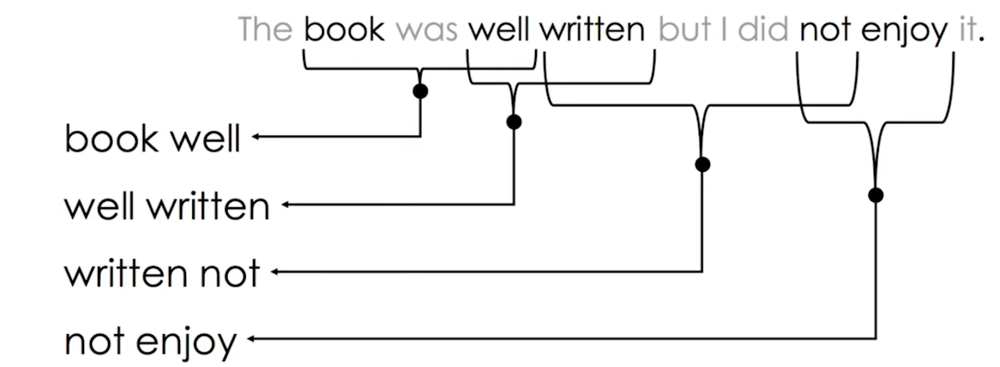 The book was well written but I did not enjoy it.
book well
well written
written not
not enjoy